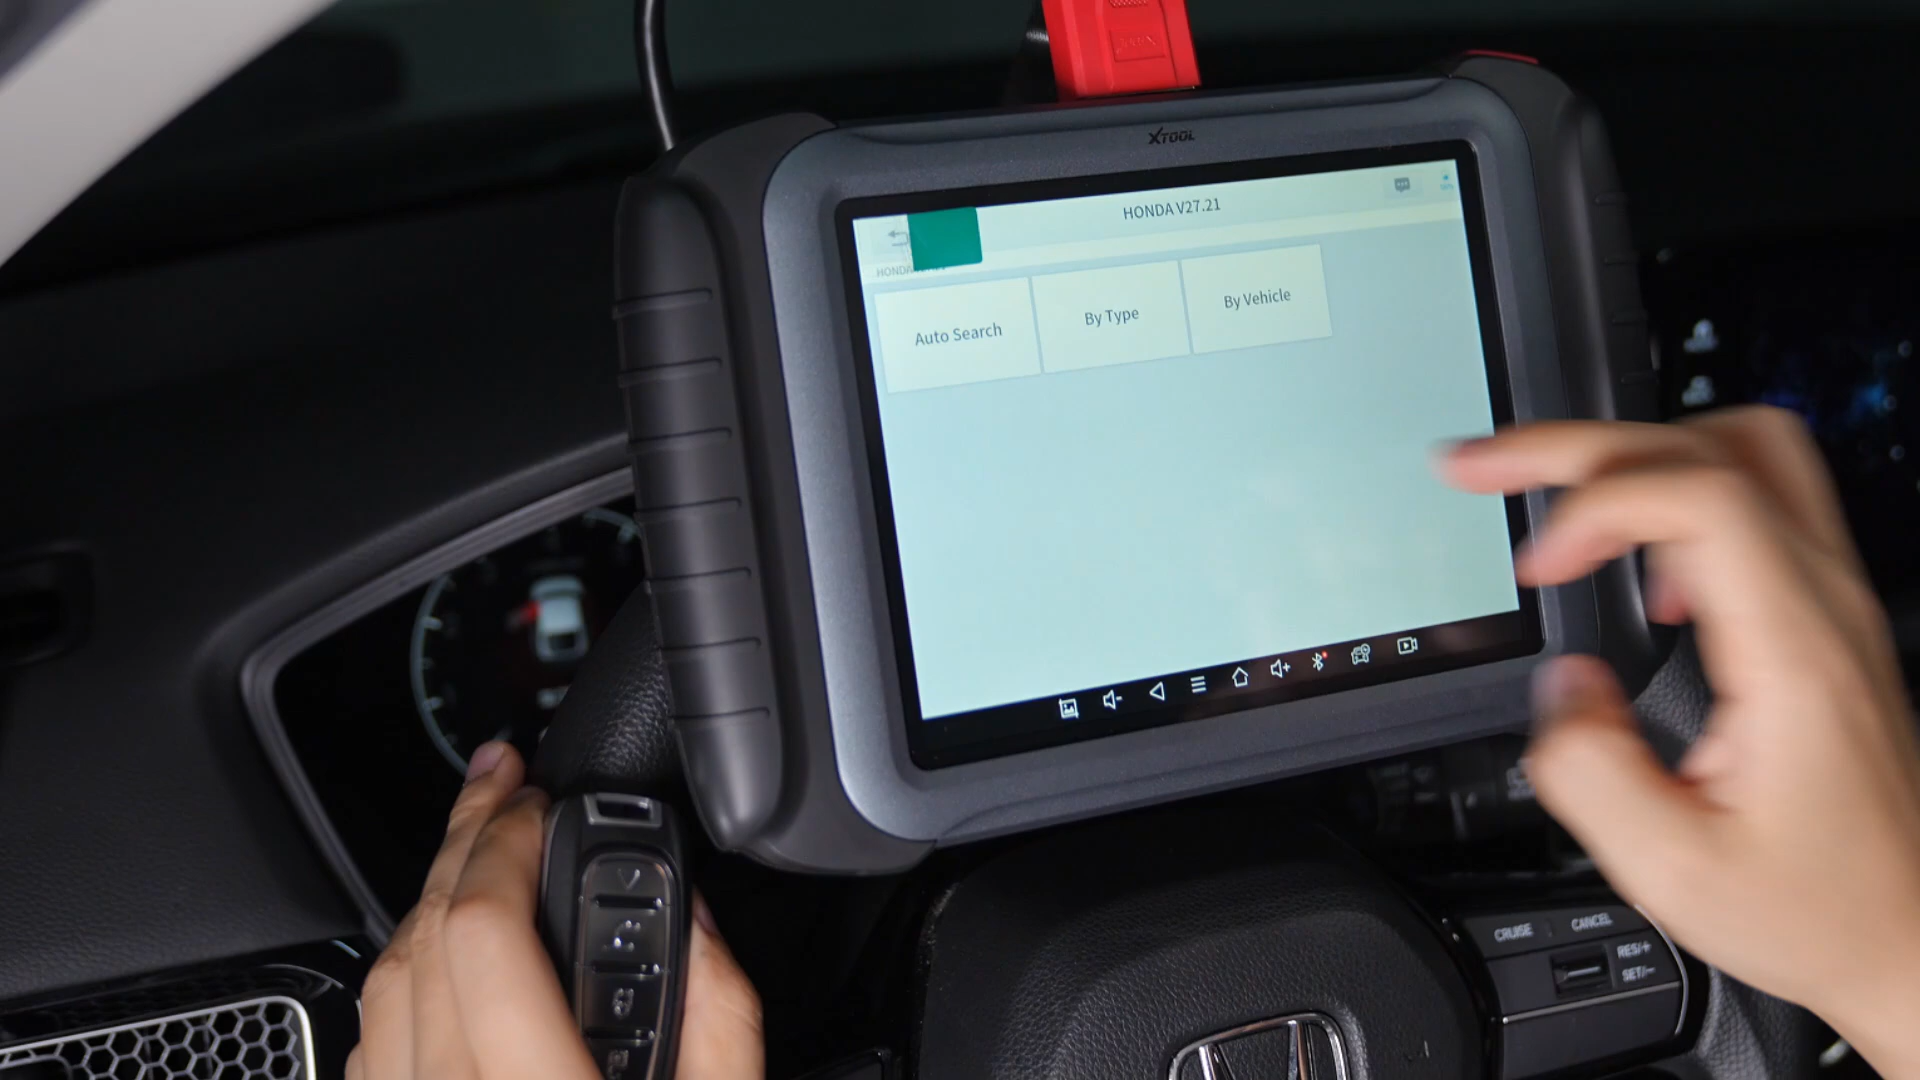 XTOOL
HONDA V27.21
Auto Search
By Type
By Vehicle
CRUISE
CANCEL
RES/+
SET/−